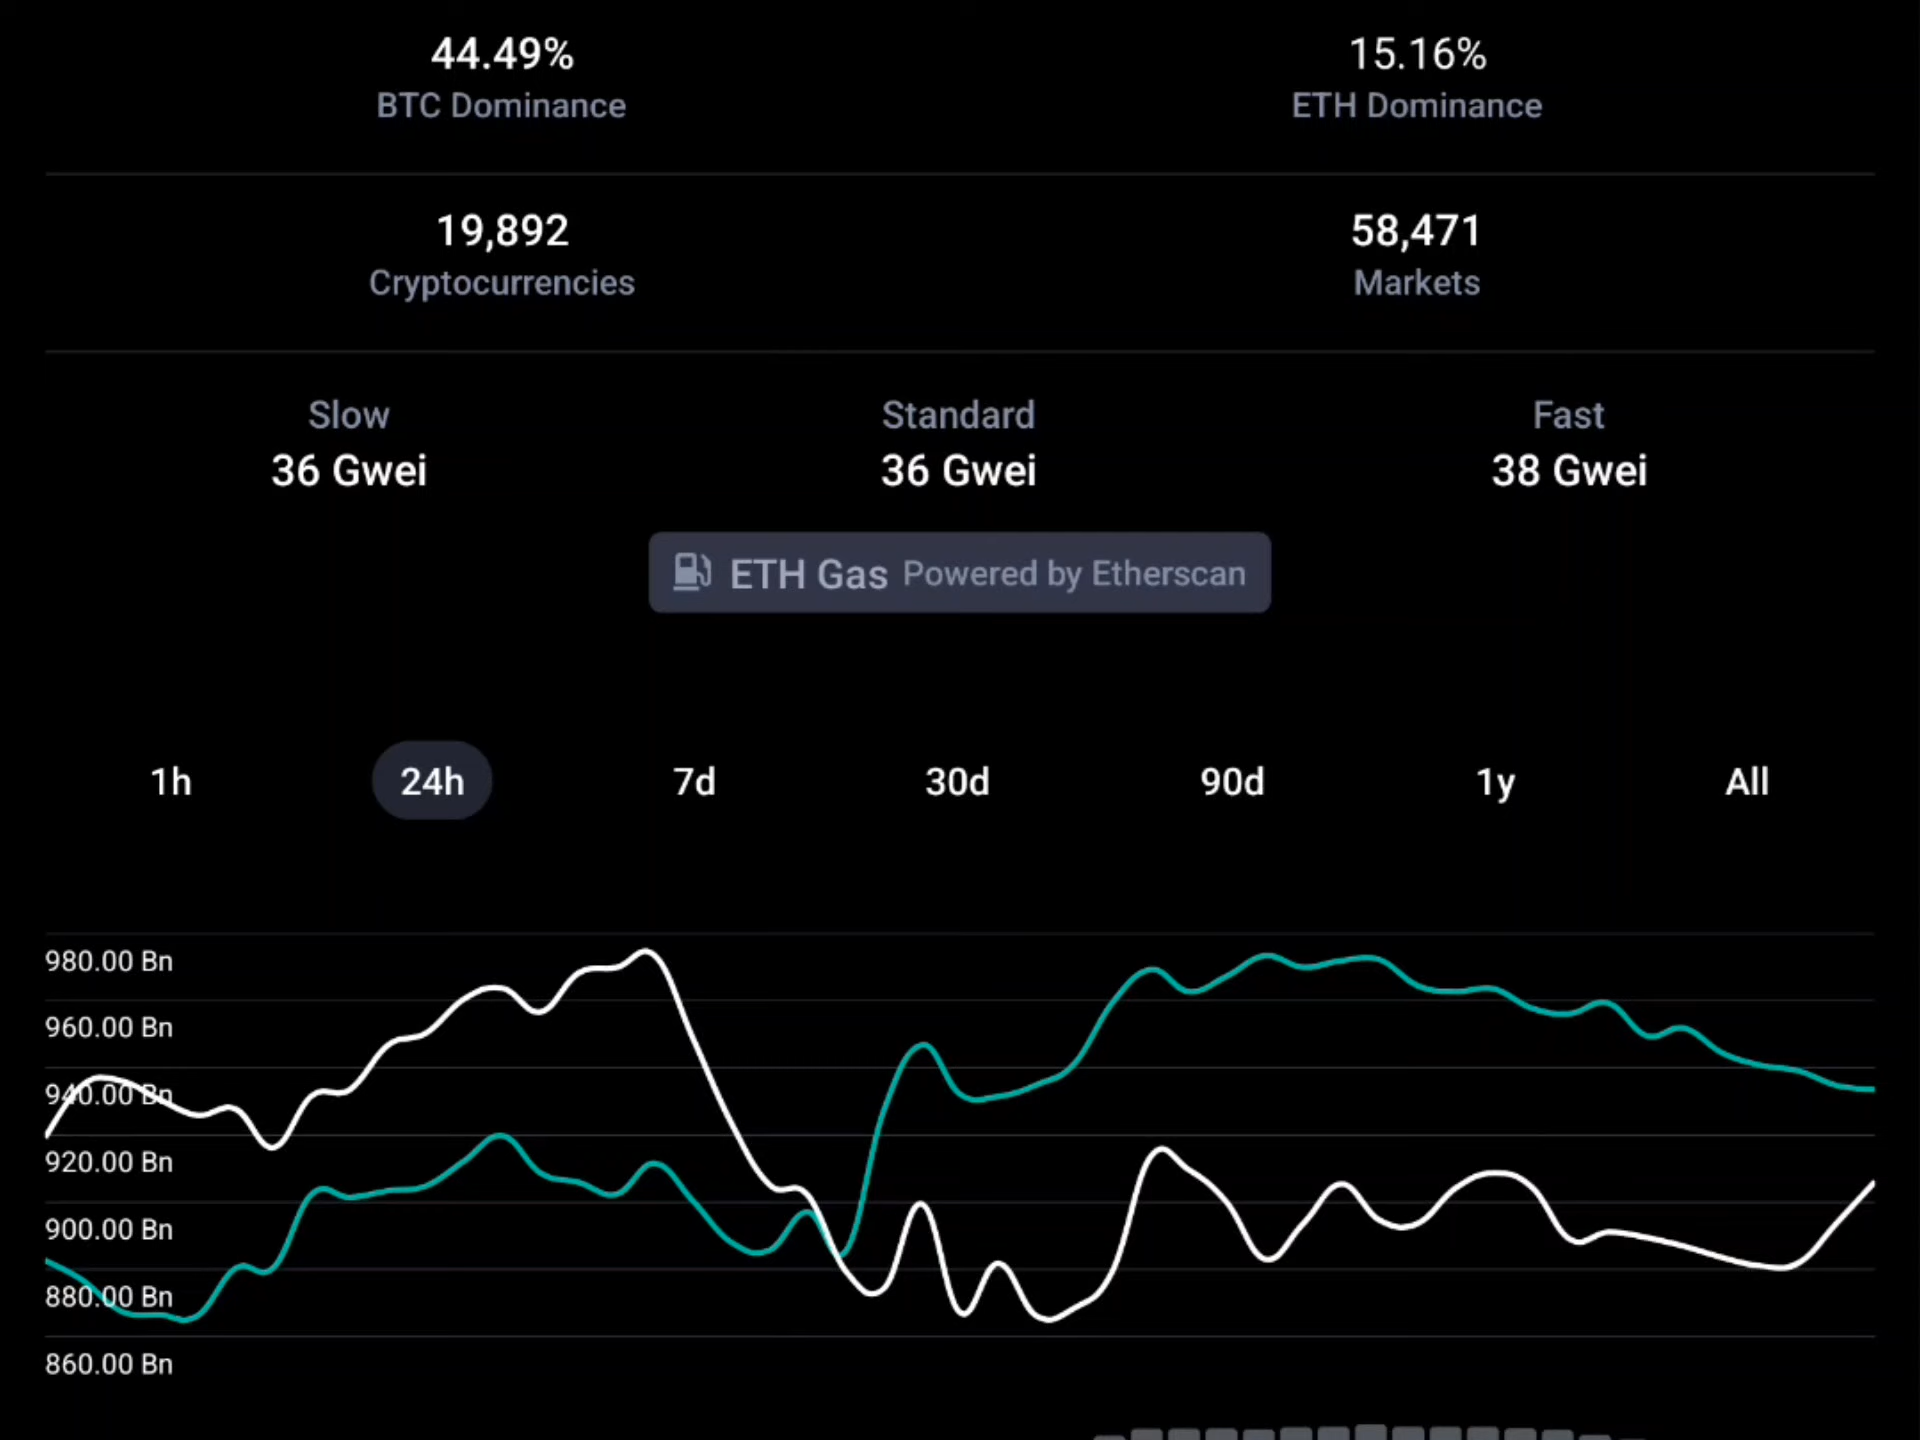 44.49% 15.16%
BTC Dominance ETH Dominance
19,892 58,471
Cryptocurrencies Markets
Slow Standard Fast
36 Gwei 36 Gwei 38 Gwei
ETH Gas Powered by Etherscan
1h 24h 7d 30d 90d 1y All
980.00 Bn
960.00 Bn
940.00 Bn
920.00 Bn
900.00 Bn
880.00 Bn
860.00 Bn